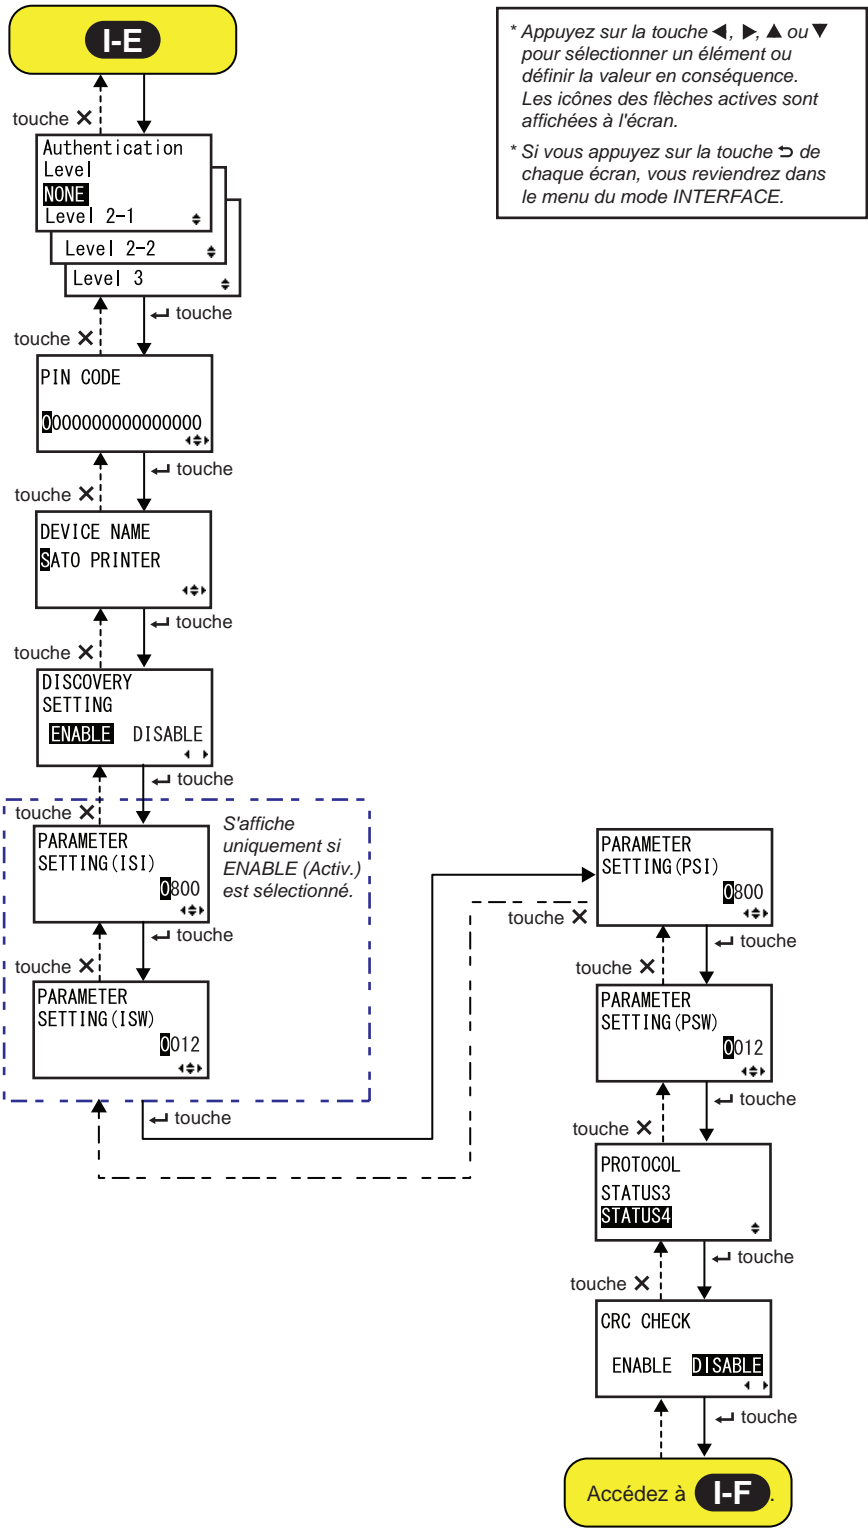 I-E
* Appuyez sur la touche ◀, ▶, ▲ ou ▼
pour sélectionner un élément ou
définir la valeur en conséquence.
Les icônes des flèches actives sont
affichées à l'écran.
* Si vous appuyez sur la touche ⮌ de
chaque écran, vous reviendrez dans
le menu du mode INTERFACE.
touche ✕
Authentication
Level
NONE
Level 2-1
Level 2-2
Level 3
↵ touche
touche ✕
PIN CODE
0000000000000000
↵ touche
touche ✕
DEVICE NAME
SATO PRINTER
↵ touche
touche ✕
DISCOVERY
SETTING
ENABLE DISABLE
↵ touche
touche ✕
S'affiche
uniquement si
ENABLE (Activ.)
est sélectionné.
PARAMETER
SETTING(ISI)
0800
↵ touche
touche ✕
PARAMETER
SETTING(ISW)
0012
↵ touche
PARAMETER
SETTING(PSI)
0800
touche ✕
↵ touche
touche ✕
PARAMETER
SETTING(PSW)
0012
↵ touche
touche ✕
PROTOCOL
STATUS3
STATUS4
↵ touche
touche ✕
CRC CHECK
ENABLE DISABLE
↵ touche
Accédez à I-F.